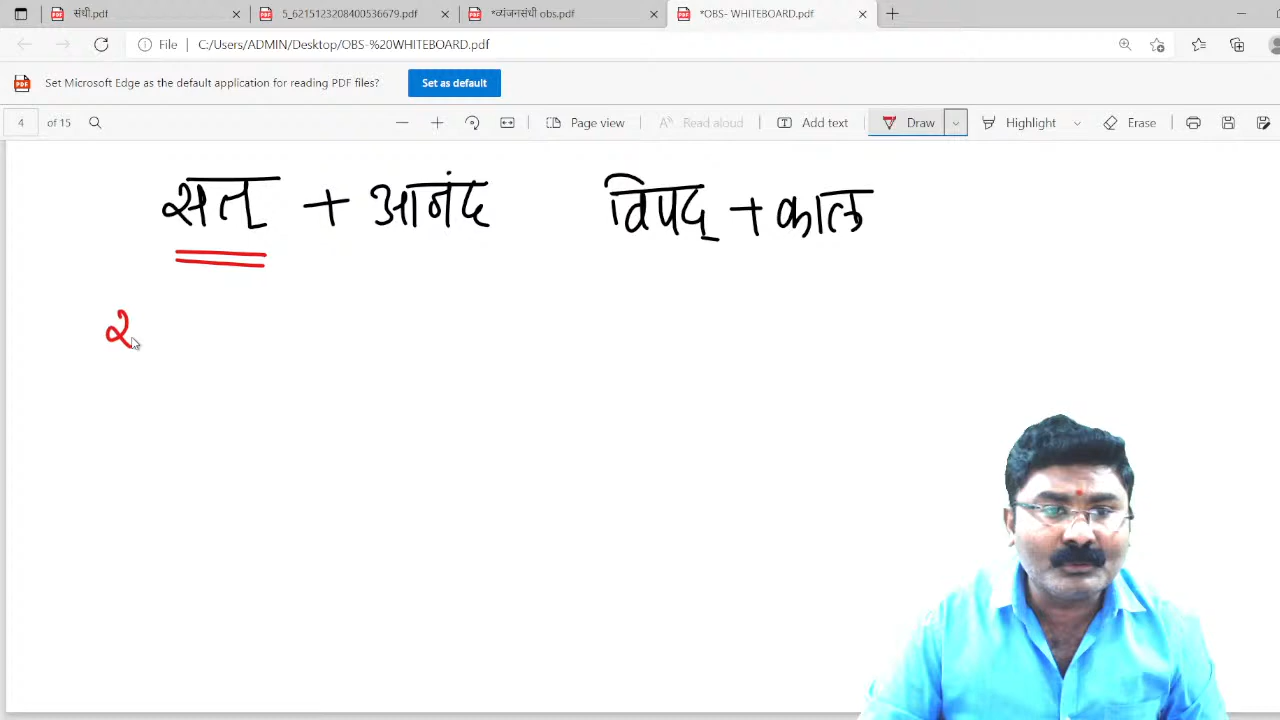 संधी.pdf 5_6215123208400536679.pdf *व्यंजनसंधी obs.pdf *OBS- WHITEBOARD.pdf
File C:/Users/ADMIN/Desktop/OBS-%20WHITEBOARD.pdf
Set Microsoft Edge as the default application for reading PDF files? Set as default
4 of 15 Page view Read aloud Add text Draw Highlight Erase
सत् + आनंद विपद् + काल
२